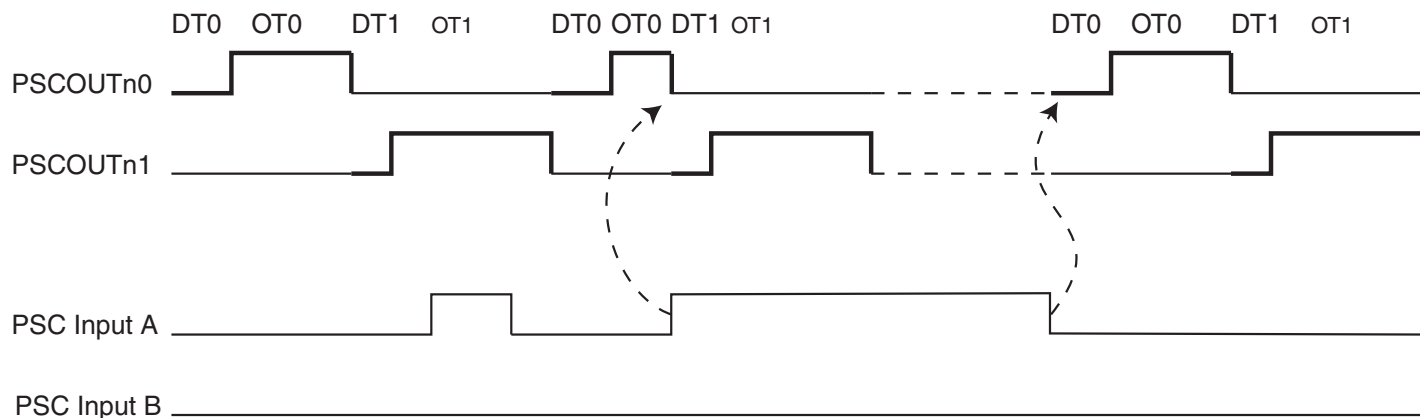 DT0 OT0 DT1 OT1 DT0 OT0 DT1 OT1 DT0 OT0 DT1 OT1
PSCOUTn0
PSCOUTn1
PSC Input A
PSC Input B